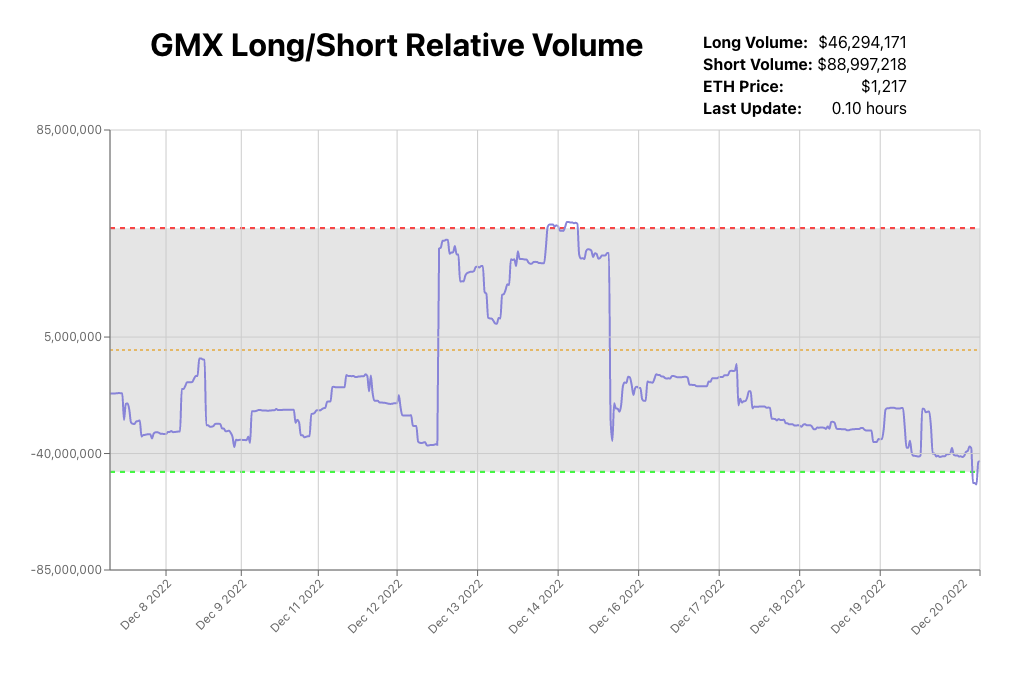 GMX Long/Short Relative Volume
Long Volume: $46,294,171
Short Volume: $88,997,218
ETH Price: $1,217
Last Update: 0.10 hours
85,000,000
5,000,000
-40,000,000
-85,000,000
Dec 8 2022
Dec 9 2022
Dec 11 2022
Dec 12 2022
Dec 13 2022
Dec 14 2022
Dec 16 2022
Dec 17 2022
Dec 18 2022
Dec 19 2022
Dec 20 2022